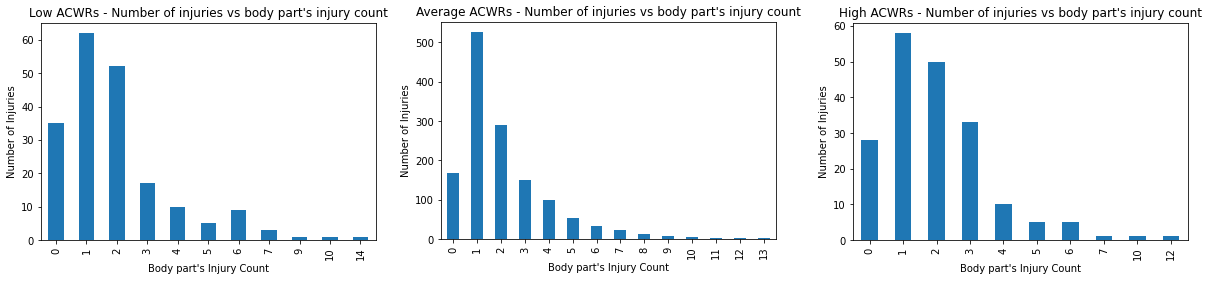 Low ACWRs - Number of injuries vs body part's injury count
Number of Injuries
60
50
40
30
20
10
0
0 1 2 3 4 5 6 7 9 10 14
Body part's Injury Count
Average ACWRs - Number of injuries vs body part's injury count
Number of Injuries
500
400
300
200
100
0
0 1 2 3 4 5 6 7 8 9 10 11 12 13
Body part's Injury Count
High ACWRs - Number of injuries vs body part's injury count
Number of Injuries
60
50
40
30
20
10
0
0 1 2 3 4 5 6 7 10 12
Body part's Injury Count